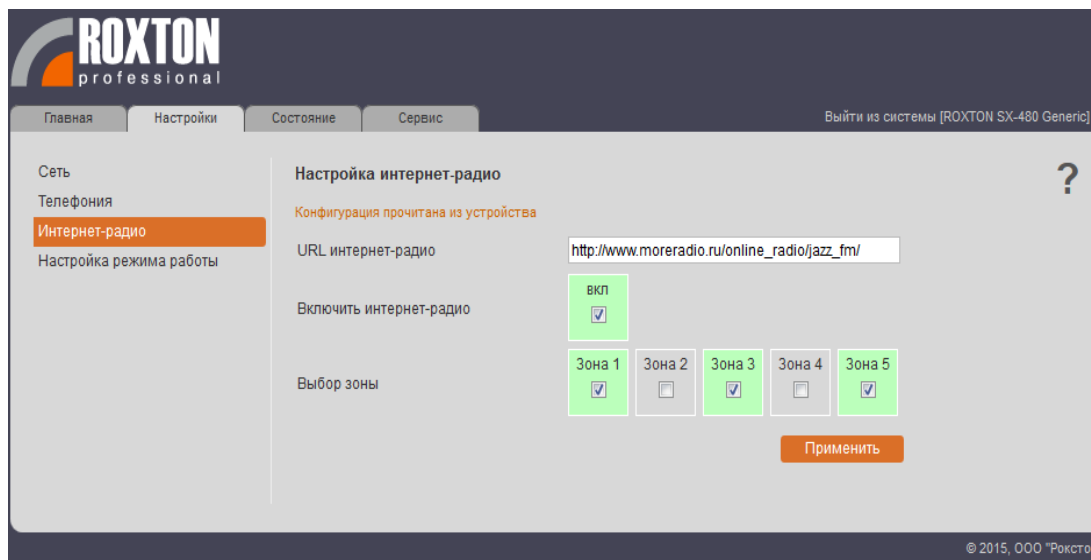 ROXTON
professional
Главная Настройки Состояние Сервис Выйти из системы [ROXTON SX-480 Generic]
Сеть
Телефония
Интернет-радио
Настройка режима работы
Настройка интернет-радио
?
Конфигурация прочитана из устройства
URL интернет-радио http://www.moreradio.ru/online_radio/jazz_fm/
Включить интернет-радио вкл
Выбор зоны Зона 1 Зона 2 Зона 3 Зона 4 Зона 5
Применить
© 2015, ООО "Роксто